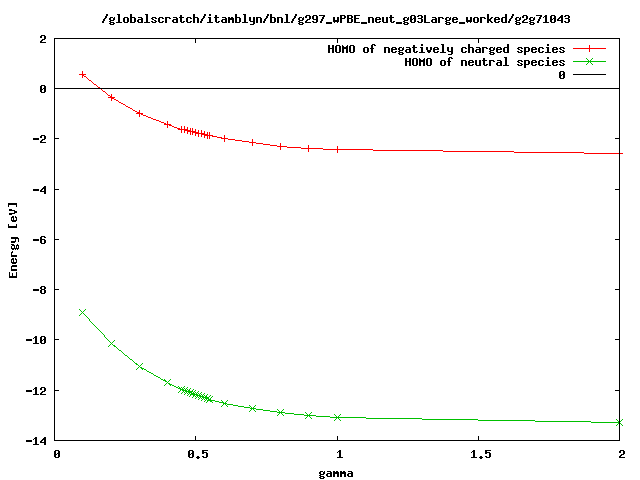 /globalscratch/itamblyn/bnl/g297_wPBE_neut_g03Large_worked/g2g71043
HOMO of negatively charged species
HOMO of neutral species
0
2
0
-2
-4
-6
-8
-10
-12
-14
Energy [eV]
0 0.5 1 1.5 2
gamma